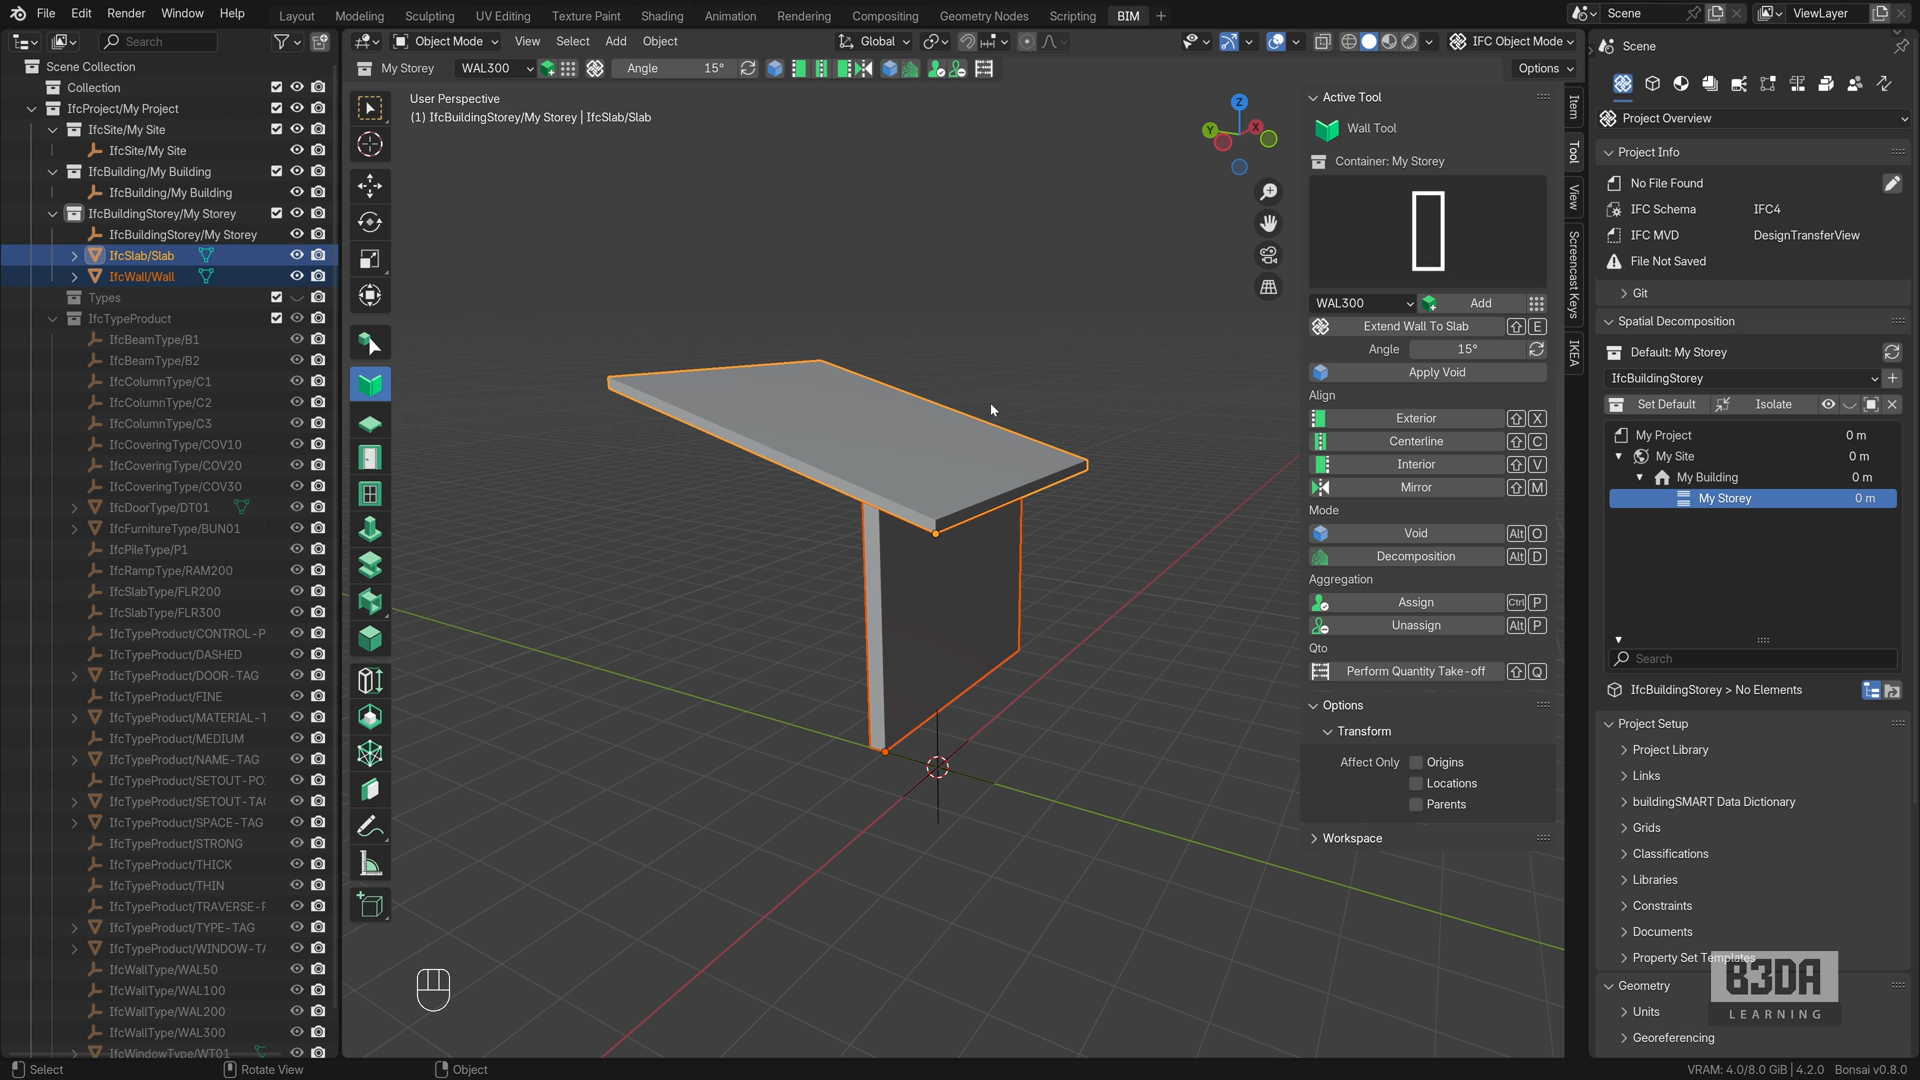 File Edit Render Window Help Layout Modeling Sculpting UV Editing Texture Paint Shading Animation Rendering Compositing Geometry Nodes Scripting BIM Scene ViewLayer
Search Object Mode View Select Add Object Global IFC Object Mode Scene
Scene Collection
Collection
IfcProject/My Project
IfcSite/My Site
IfcSite/My Site
IfcBuilding/My Building
IfcBuilding/My Building
IfcBuildingStorey/My Storey
IfcBuildingStorey/My Storey
IfcSlab/Slab
IfcWall/Wall
Types
IfcTypeProduct
IfcBeamType/B1
IfcBeamType/B2
IfcColumnType/C1
IfcColumnType/C2
IfcColumnType/C3
IfcCoveringType/COV10
IfcCoveringType/COV20
IfcCoveringType/COV30
IfcDoorType/DT01
IfcFurnitureType/BUN01
IfcPileType/P1
IfcRampType/RAM200
IfcSlabType/FLR200
IfcSlabType/FLR300
IfcTypeProduct/CONTROL-P
IfcTypeProduct/DASHED
IfcTypeProduct/DOOR-TAG
IfcTypeProduct/FINE
IfcTypeProduct/MATERIAL-T
IfcTypeProduct/MEDIUM
IfcTypeProduct/NAME-TAG
IfcTypeProduct/SETOUT-PO
IfcTypeProduct/SETOUT-TA
IfcTypeProduct/SPACE-TAG
IfcTypeProduct/STRONG
IfcTypeProduct/THICK
IfcTypeProduct/THIN
IfcTypeProduct/TRAVERSE-F
IfcTypeProduct/TYPE-TAG
IfcTypeProduct/WINDOW-TA
IfcWallType/WAL50
IfcWallType/WAL100
IfcWallType/WAL200
IfcWallType/WAL300
IfcWindowType/WT01
My Storey WAL300 Angle 15° Options
User Perspective
(1) IfcBuildingStorey/My Storey | IfcSlab/Slab
Z
Y X
Active Tool
Wall Tool
Container: My Storey
WAL300 Add
Extend Wall To Slab E
Angle 15°
Apply Void
Align
Exterior X
Centerline C
Interior V
Mirror M
Mode
Void Alt O
Decomposition Alt D
Aggregation
Assign Ctrl P
Unassign Alt P
Qto
Perform Quantity Take-off Q
Options
Transform
Affect Only Origins
Locations
Parents
Workspace
Item
Tool
View
Screencast Keys
IKEA
Project Overview
Project Info
No File Found
IFC Schema IFC4
IFC MVD DesignTransferView
File Not Saved
Git
Spatial Decomposition
Default: My Storey
IfcBuildingStorey
Set Default Isolate
My Project 0 m
My Site 0 m
My Building 0 m
My Storey 0 m
Search
IfcBuildingStorey > No Elements
Project Setup
Project Library
Links
buildingSMART Data Dictionary
Grids
Classifications
Libraries
Constraints
Documents
Property Set Templates
Geometry
Units
Georeferencing
B3DA
LEARNING
Select Rotate View Object VRAM: 4.0/8.0 GiB | 4.2.0 Bonsai v0.8.0